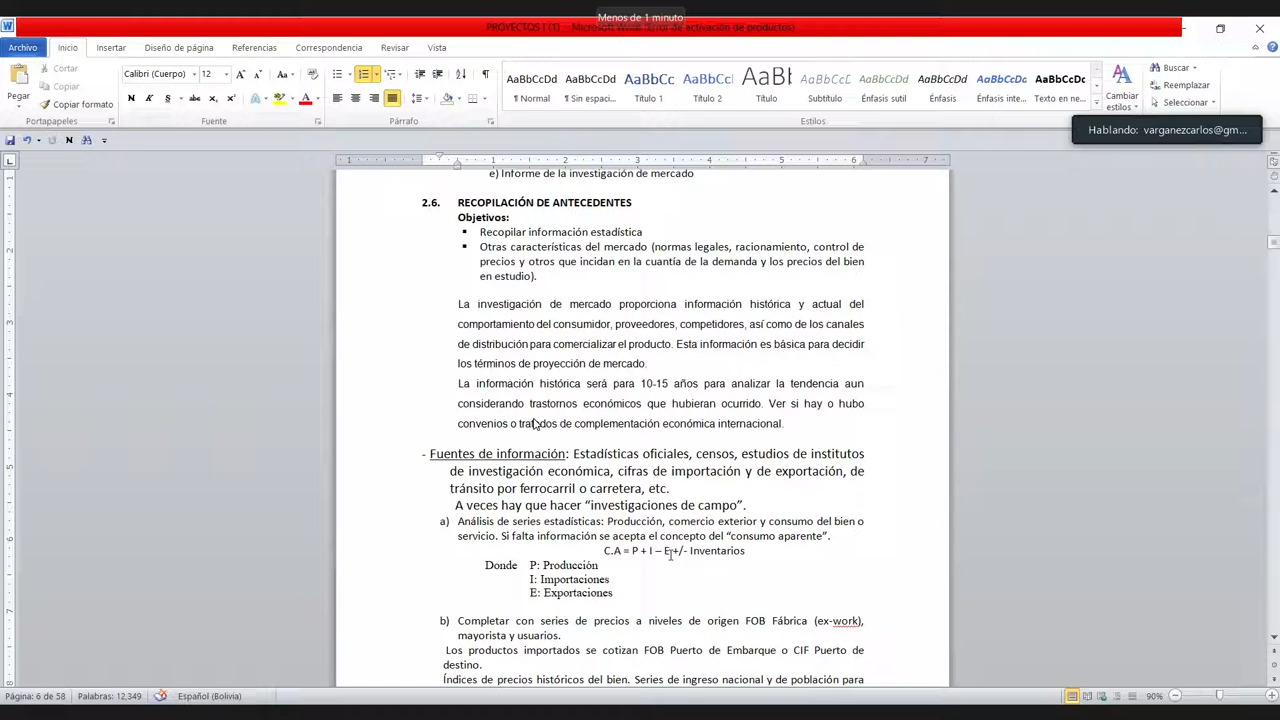 Menos de 1 minuto
PROYECTOS I (1) - Microsoft Word (Error de activación de productos)
Archivo Inicio Insertar Diseño de página Referencias Correspondencia Revisar Vista
Cortar
Copiar
Copiar formato
Pegar
Portapapeles
Calibri (Cuerpo) 12
Fuente
Párrafo
AaBbCcDd AaBbCcDd AaBbCc AaBbCc AaBb AaBbCcD AaBbCcDd AaBbCcDd AaBbCcDd AaBbCcDd
¶ Normal ¶ Sin espaci... Título 1 Título 2 Título Subtítulo Énfasis sutil Énfasis Énfasis inte... Texto en ne...
Cambiar estilos
Estilos
Buscar
Reemplazar
Seleccionar
Hablando: varganezcarlos@gm...
e) Informe de la investigación de mercado
2.6. RECOPILACIÓN DE ANTECEDENTES
Objetivos:
▪ Recopilar información estadística
▪ Otras características del mercado (normas legales, racionamiento, control de
precios y otros que incidan en la cuantía de la demanda y los precios del bien
en estudio).
La investigación de mercado proporciona información histórica y actual del
comportamiento del consumidor, proveedores, competidores, así como de los canales
de distribución para comercializar el producto. Esta información es básica para decidir
los términos de proyección de mercado.
La información histórica será para 10-15 años para analizar la tendencia aun
considerando trastornos económicos que hubieran ocurrido. Ver si hay o hubo
convenios o tratados de complementación económica internacional.
- Fuentes de información: Estadísticas oficiales, censos, estudios de institutos
de investigación económica, cifras de importación y de exportación, de
tránsito por ferrocarril o carretera, etc.
A veces hay que hacer “investigaciones de campo”.
a) Análisis de series estadísticas: Producción, comercio exterior y consumo del bien o
servicio. Si falta información se acepta el concepto del “consumo aparente”.
C.A = P + I – E +/- Inventarios
Donde P: Producción
I: Importaciones
E: Exportaciones
b) Completar con series de precios a niveles de origen FOB Fábrica (ex-work),
mayorista y usuarios.
Los productos importados se cotizan FOB Puerto de Embarque o CIF Puerto de
destino.
Índices de precios históricos del bien. Series de ingreso nacional y de población para
Página: 6 de 58 Palabras: 12,349 Español (Bolivia) 90%